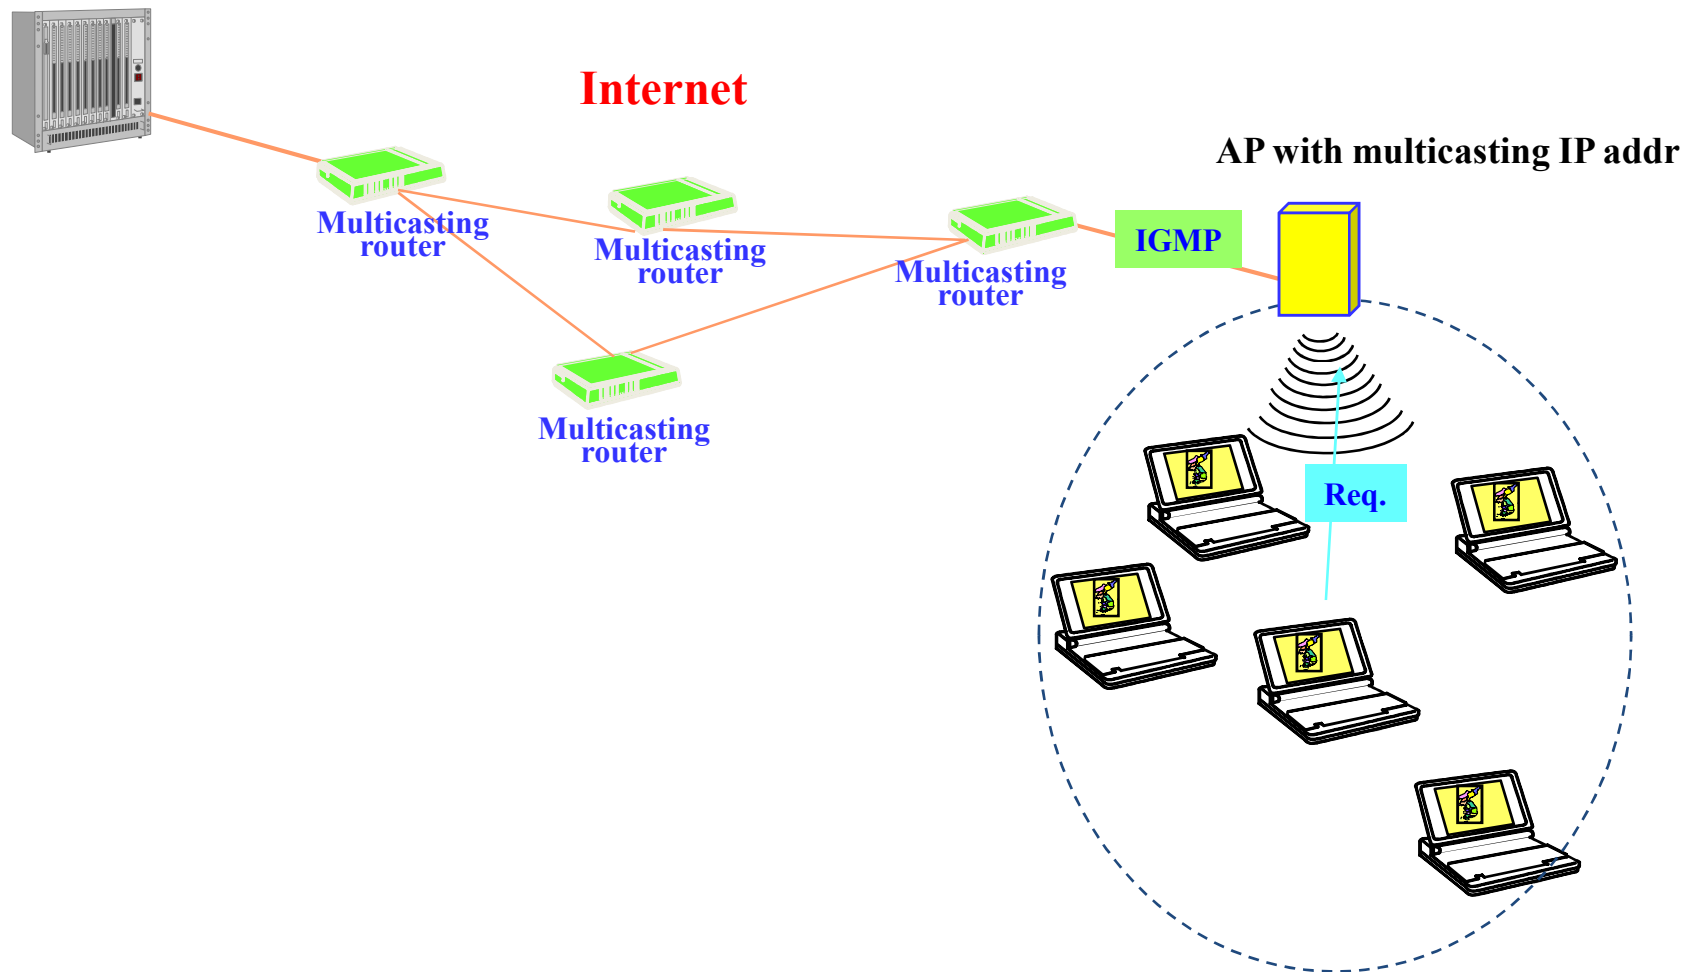 Internet
AP with multicasting IP addr
Multicasting
router
Multicasting
router
Multicasting
router
IGMP
Multicasting
router
Req.